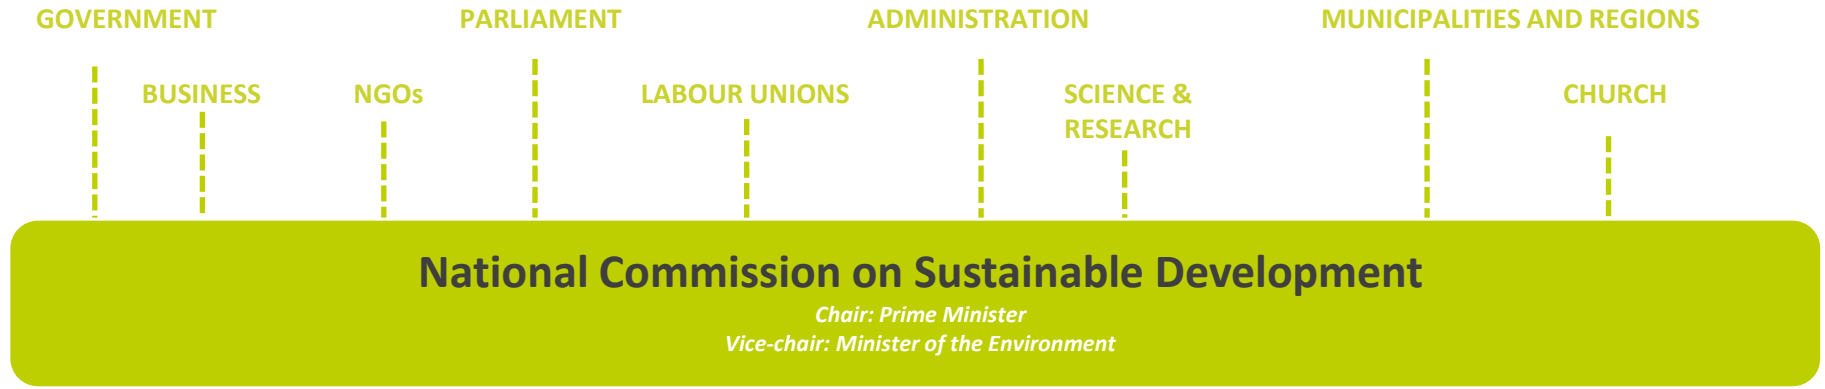 GOVERNMENT
PARLIAMENT
ADMINISTRATION
MUNICIPALITIES AND REGIONS
BUSINESS
NGOs
LABOUR UNIONS
SCIENCE &
RESEARCH
CHURCH
National Commission on Sustainable Development
Chair: Prime Minister
Vice-chair: Minister of the Environment